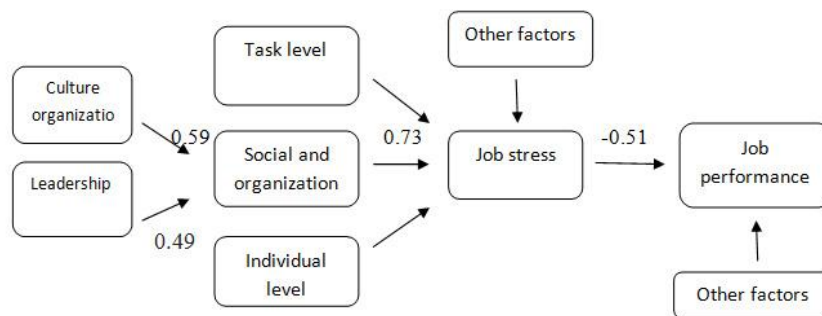 Task level
Other factors
Culture
organizatio
0.59
0.73
-0.51
Social and
organization
Job stress
Job
performance
Leadership
0.49
Individual
level
Other factors